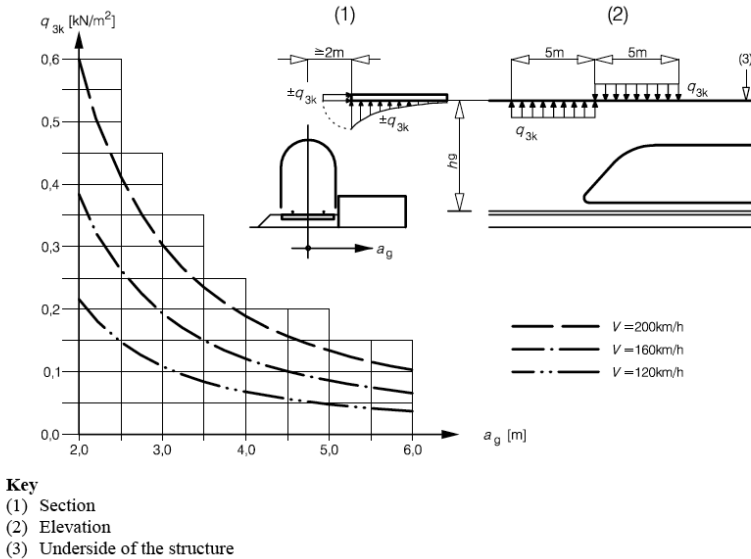 q 3k [kN/m²]
(1)
(2)
≥2m
5m
5m
(3)
±q3k
±q3k
q3k
q3k
hg
ag
0,6
0,5
0,4
0,3
0,2
0,1
0,0
2,0 3,0 4,0 5,0 6,0
a g [m]
V =200km/h
V =160km/h
V =120km/h
Key
(1) Section
(2) Elevation
(3) Underside of the structure